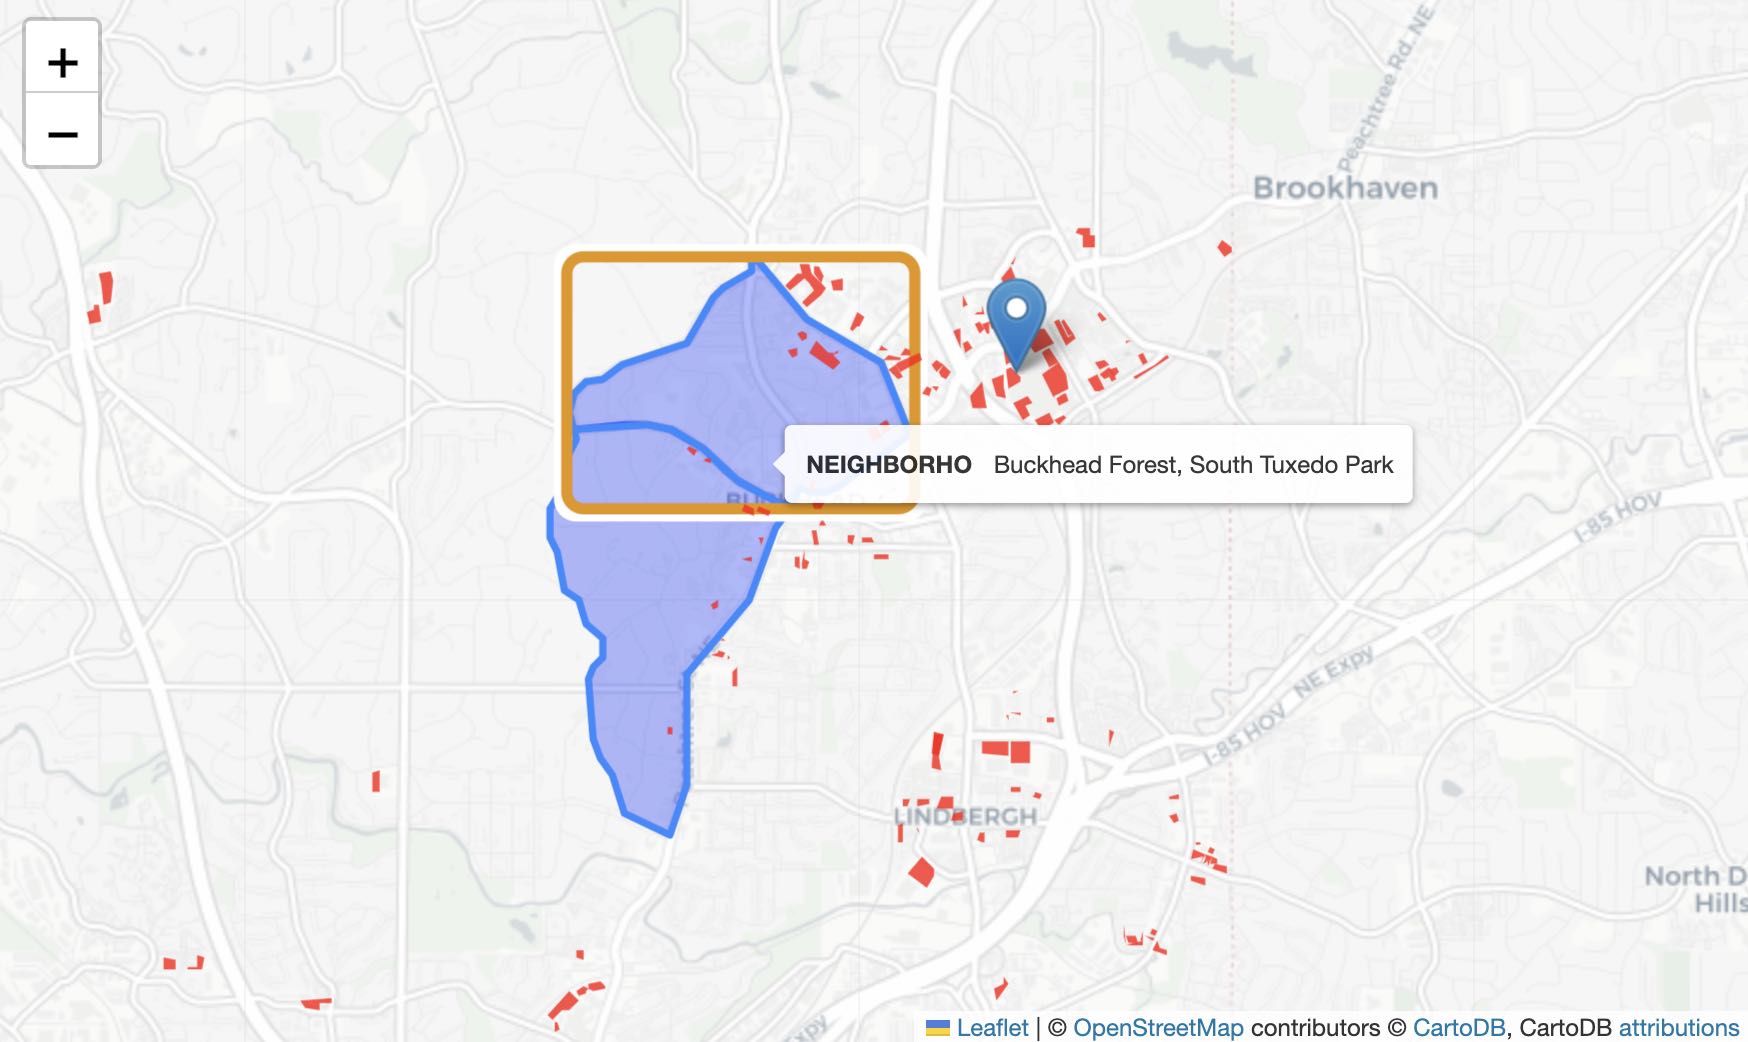 +
−
Peachtree Rd. NE
Brookhaven
NEIGHBORHO Buckhead Forest, South Tuxedo Park
I-85 HOV
NE Expy
I-85 HOV
LINDBERGH
North D
Hills
Expy
Leaflet | © OpenStreetMap contributors © CartoDB, CartoDB attributions